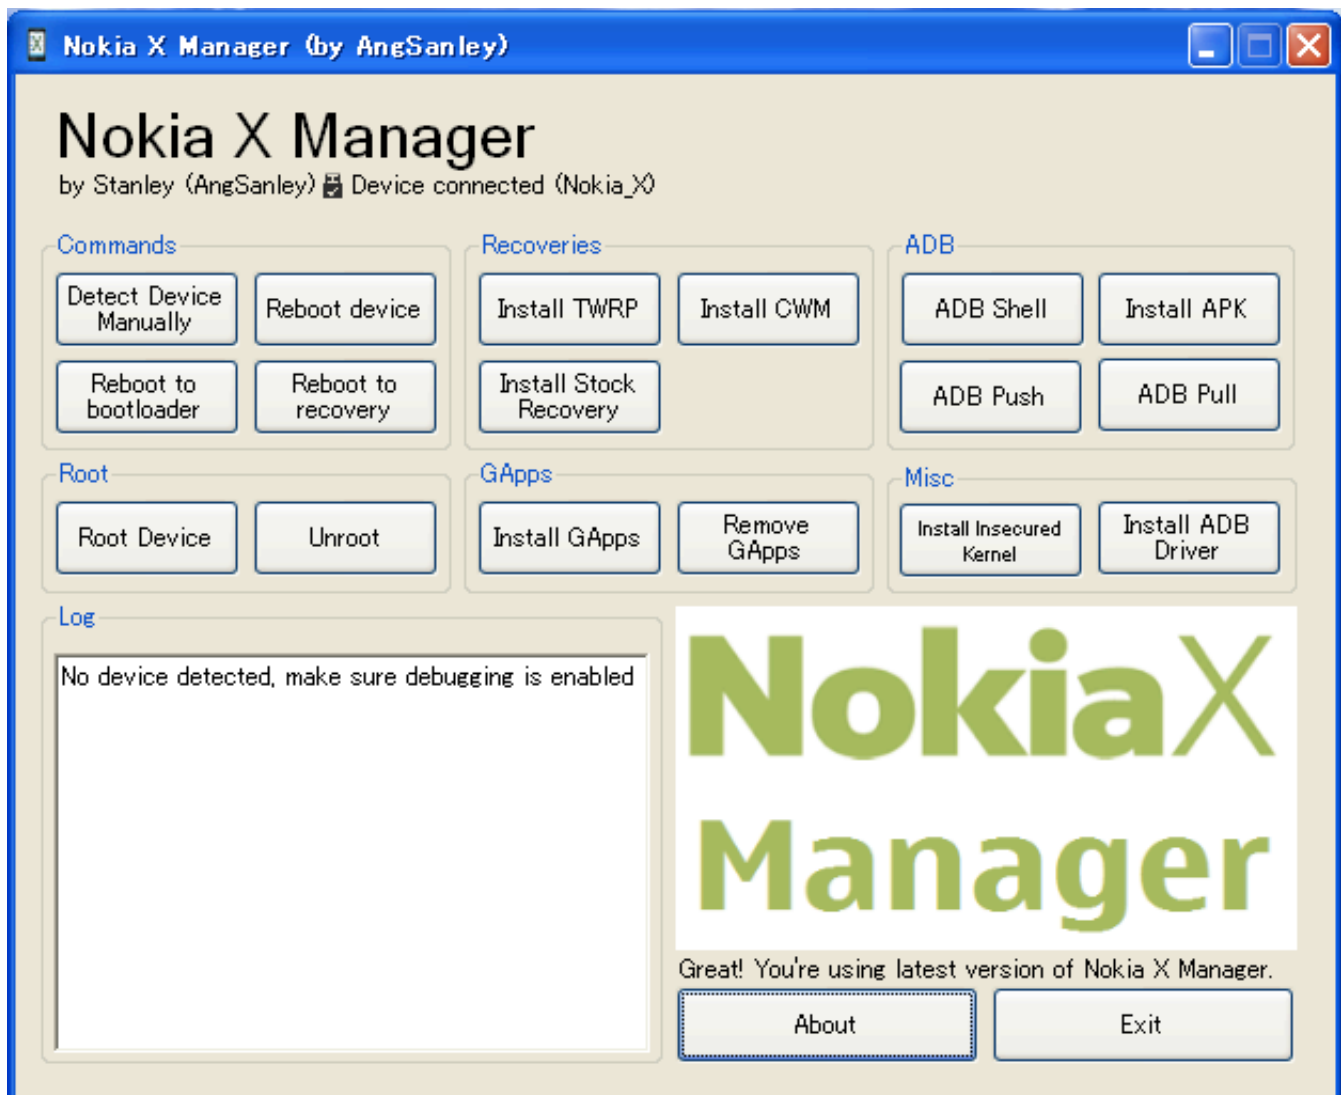 Nokia X Manager (by AngSanley)
Nokia X Manager
by Stanley (AngSanley) Device connected (Nokia_X)
Commands
Detect Device
Manually
Reboot device
Reboot to
bootloader
Reboot to
recovery
Recoveries
Install TWRP
Install CWM
Install Stock
Recovery
ADB
ADB Shell
Install APK
ADB Push
ADB Pull
Root
Root Device
Unroot
GApps
Install GApps
Remove
GApps
Misc
Install Insecured
Kernel
Install ADB
Driver
Log
No device detected, make sure debugging is enabled
NokiaX
Manager
Great! You're using latest version of Nokia X Manager.
About
Exit